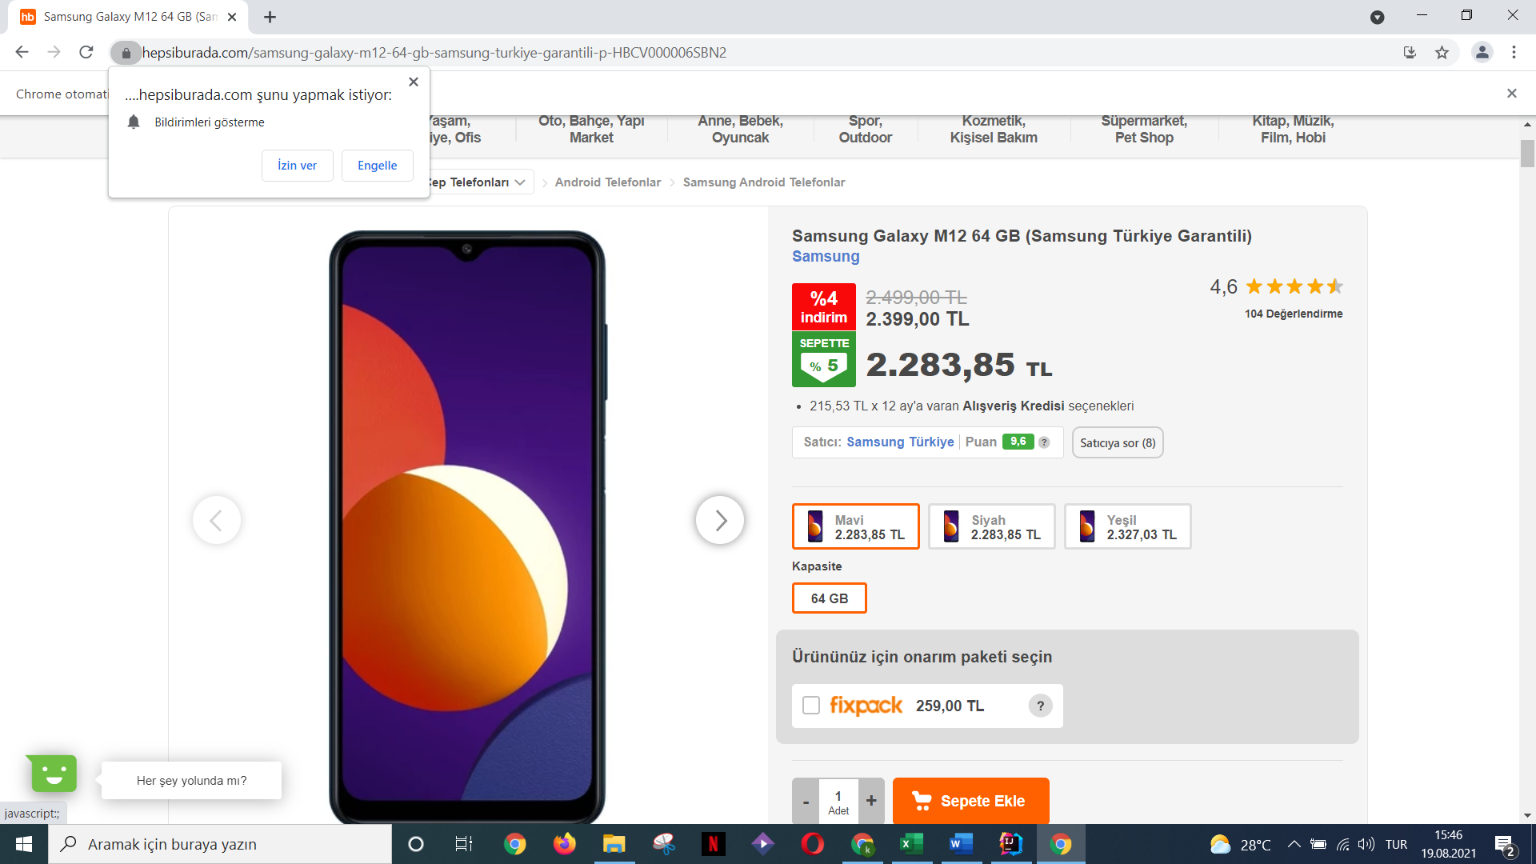 hb
Samsung Galaxy M12 64 GB (San
hepsiburada.com/samsung-galaxy-m12-64-gb-samsung-turkiye-garantili-p-HBCV000006SBN2
Chrome otomati
....hepsiburada.com şunu yapmak istiyor:
Bildirimleri gösterme
İzin ver
Engelle
Yaşam,
iye, Ofis
Oto, Bahçe, Yapı
Market
Anne, Bebek,
Oyuncak
Spor,
Outdoor
Kozmetik,
Kişisel Bakım
Süpermarket,
Pet Shop
Kitap, Müzik,
Film, Hobi
Cep Telefonları
Android Telefonlar
Samsung Android Telefonlar
Samsung Galaxy M12 64 GB (Samsung Türkiye Garantili)
Samsung
%4
indirim
2.499,00 TL
2.399,00 TL
4,6
104 Değerlendirme
SEPETTE
% 5
2.283,85 TL
215,53 TL x 12 ay'a varan Alışveriş Kredisi seçenekleri
Satıcı: Samsung Türkiye | Puan 9,6 ?
Satıcıya sor (8)
Mavi
2.283,85 TL
Siyah
2.283,85 TL
Yeşil
2.327,03 TL
Kapasite
64 GB
Ürününüz için onarım paketi seçin
fixpack 259,00 TL ?
Her şey yolunda mı?
- 1 +
Adet
Sepete Ekle
javascript:;
Aramak için buraya yazın
28°C
TUR
15:46
19.08.2021
2